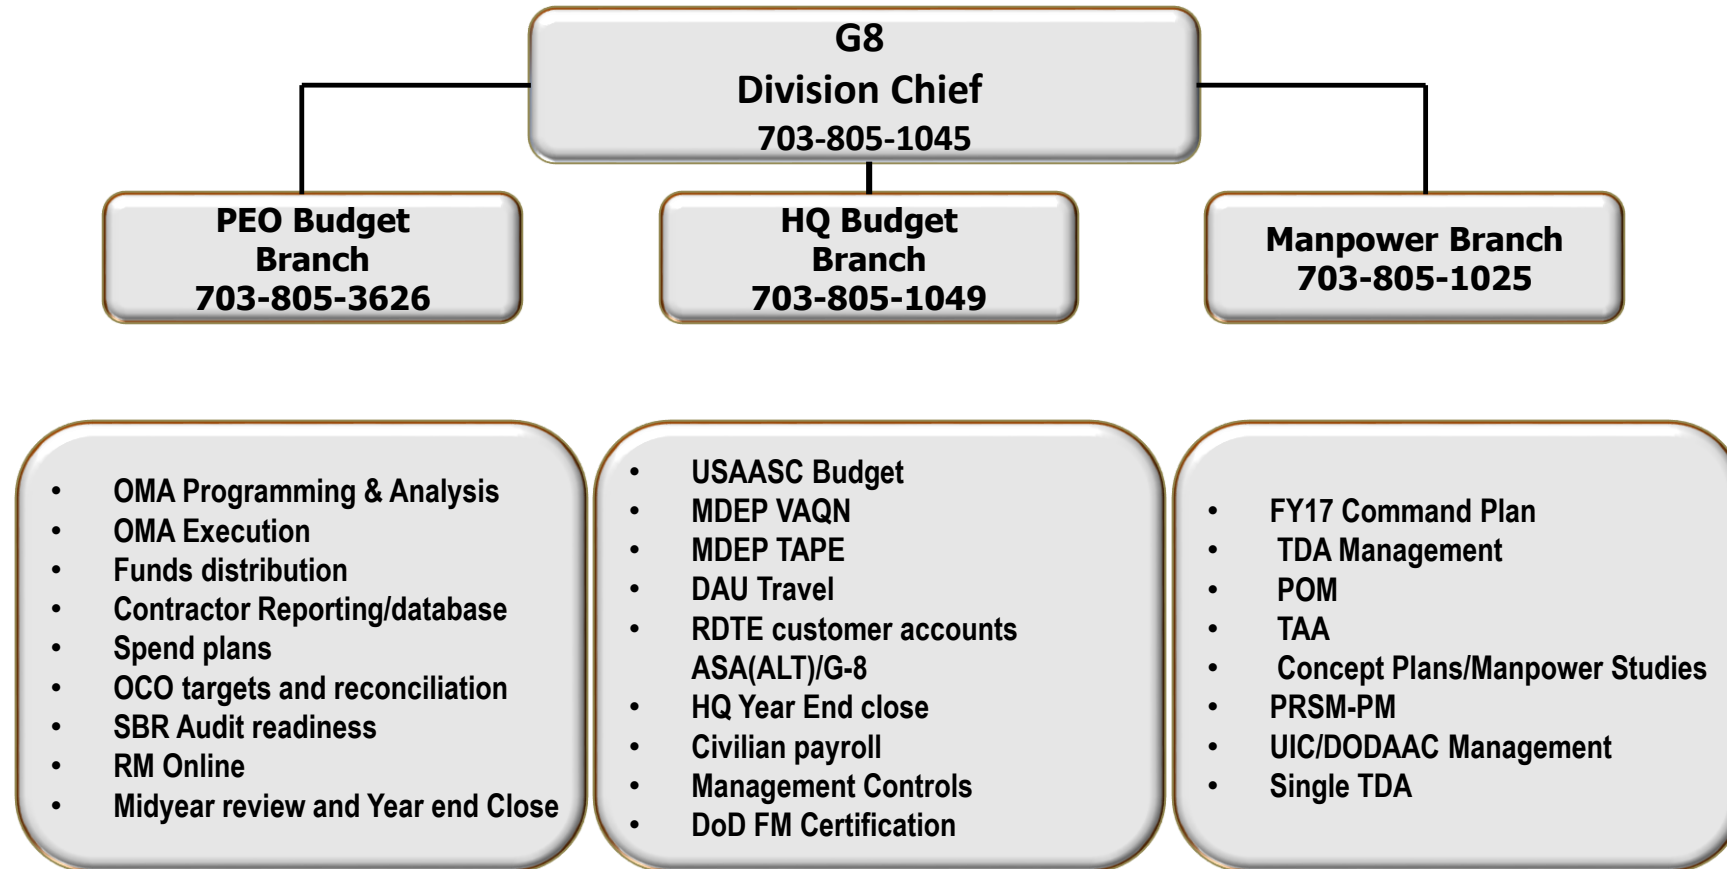 G8
Division Chief
703-805-1045
PEO Budget
Branch
703-805-3626
HQ Budget
Branch
703-805-1049
Manpower Branch
703-805-1025
• OMA Programming & Analysis
• OMA Execution
• Funds distribution
• Contractor Reporting/database
• Spend plans
• OCO targets and reconciliation
• SBR Audit readiness
• RM Online
• Midyear review and Year end Close
• USAASC Budget
• MDEP VAQN
• MDEP TAPE
• DAU Travel
• RDTE customer accounts
ASA(ALT)/G-8
• HQ Year End close
• Civilian payroll
• Management Controls
• DoD FM Certification
• FY17 Command Plan
• TDA Management
• POM
• TAA
• Concept Plans/Manpower Studies
• PRSM-PM
• UIC/DODAAC Management
• Single TDA